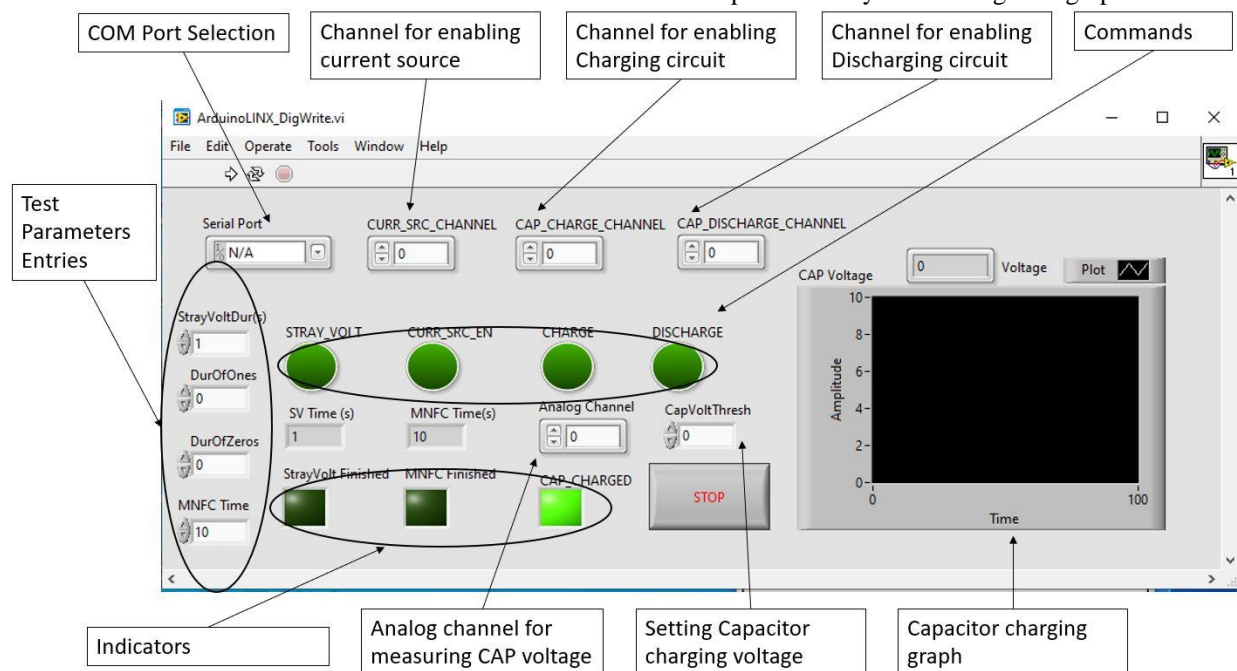 COM Port Selection
Channel for enabling
current source
Channel for enabling
Charging circuit
Channel for enabling
Discharging circuit
Commands
ArduinoLINX_DigWrite.vi
File Edit Operate Tools Window Help
1
Test
Parameters
Entries
Serial Port
CURR_SRC_CHANNEL
CAP_CHARGE_CHANNEL
CAP_DISCHARGE_CHANNEL
N/A
0
0
0
CAP Voltage
0
Voltage
Plot
StrayVoltDur(s)
1
STRAY_VOLT
CURR_SRC_EN
CHARGE
DISCHARGE
DurOfOnes
0
SV Time (s)
1
MNFC Time(s)
10
Analog Channel
0
CapVoltThresh
0
DurOfZeros
0
StrayVolt Finished
MNFC Finished
CAP_CHARGED
STOP
MNFC Time
10
Amplitude
10-
8-
6-
4-
2-
0-
0
100
Time
Indicators
Analog channel for
measuring CAP voltage
Setting Capacitor
charging voltage
Capacitor charging
graph